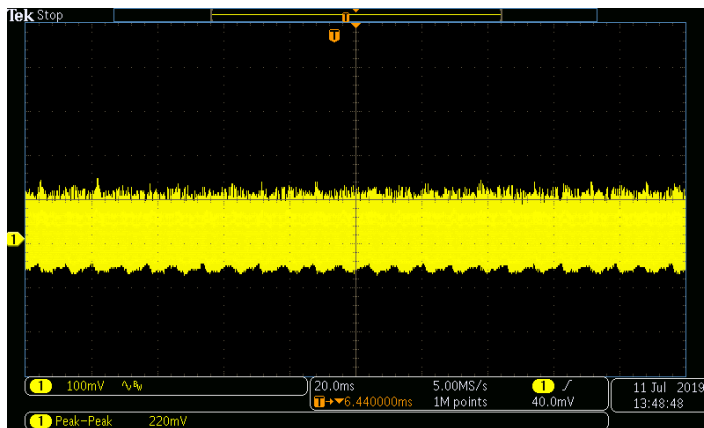 Tek Stop
T
T
1
1 100mV ∿ BW
20.0ms 5.00MS/s 1 ∫
T→▼6.440000ms 1M points 40.0mV
11 Jul 2019
13:48:48
1 Peak-Peak 220mV